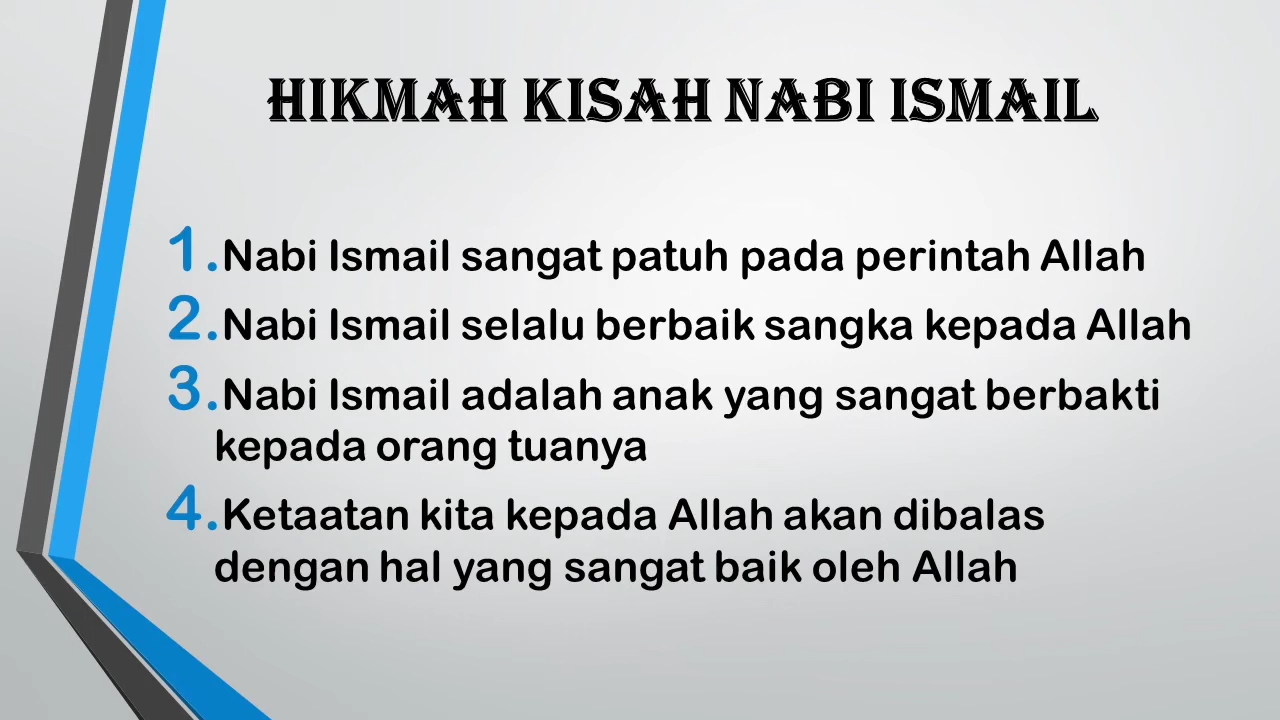 HIKMAH KISAH NABI ISMAIL
1. Nabi Ismail sangat patuh pada perintah Allah
2. Nabi Ismail selalu berbaik sangka kepada Allah
3. Nabi Ismail adalah anak yang sangat berbakti
kepada orang tuanya
4. Ketaatan kita kepada Allah akan dibalas
dengan hal yang sangat baik oleh Allah